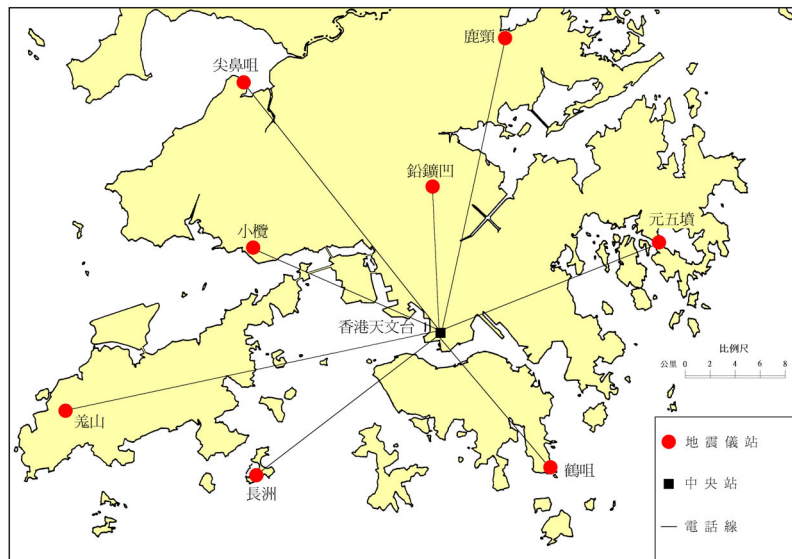 鹿頸
尖鼻咀
鉛鑛凹
元五墳
小欖
香港天文台
比例尺
公里 0 2 4 6 8
羗山
長洲
鶴咀
地震儀站
中央站
電話線